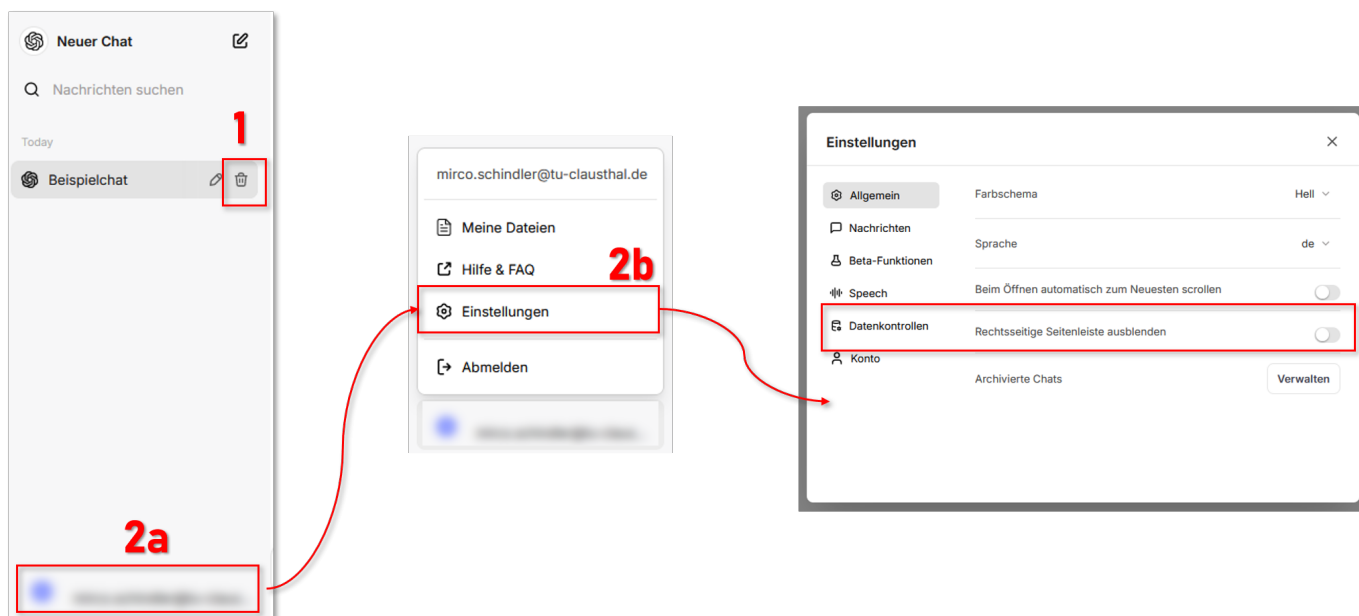 Neuer Chat
Nachrichten suchen
1
Today
Beispielchat
2a
mirco.schindler@tu-clausthal.de
Meine Dateien
Hilfe & FAQ
2b
Einstellungen
Abmelden
Einstellungen
Allgemein
Farbschema
Hell
Nachrichten
Sprache
de
Beta-Funktionen
Speech
Beim Öffnen automatisch zum Neuesten scrollen
Datenkontrollen
Rechtsseitige Seitenleiste ausblenden
Konto
Archivierte Chats
Verwalten